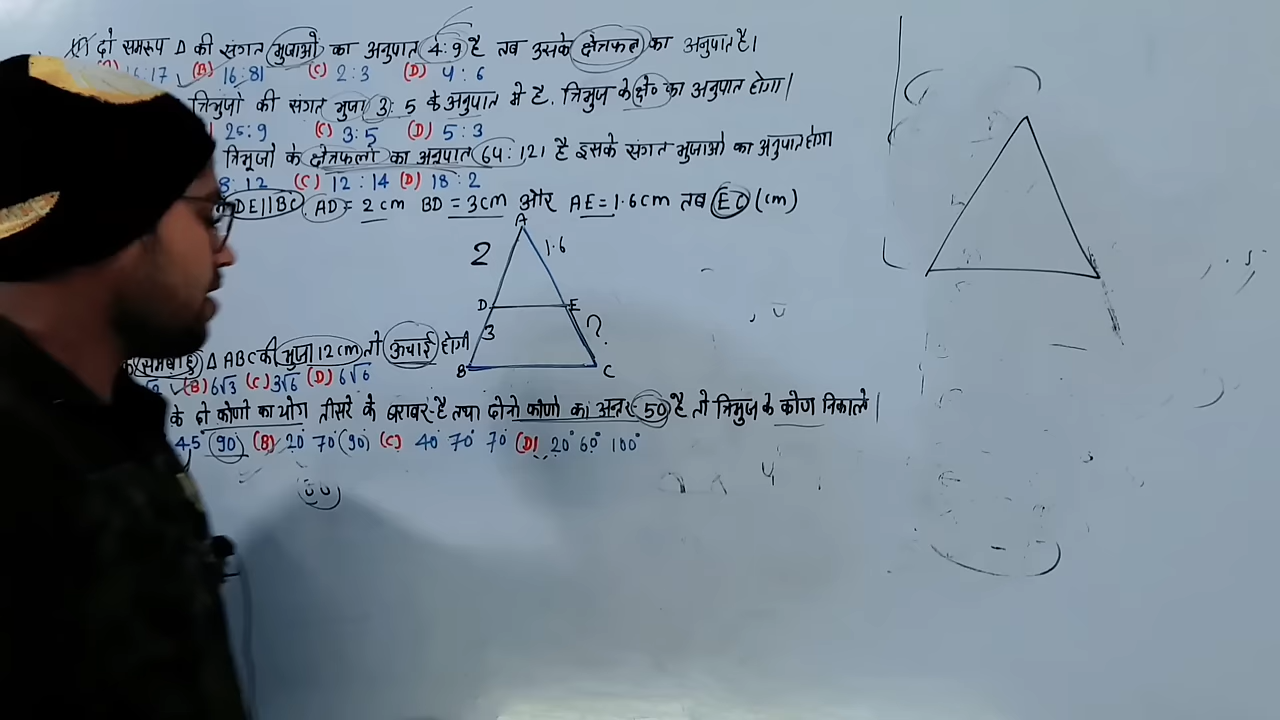 दो समरूप Δ की संगत भुजाओं का अनुपात 4:9 है तब उसके क्षेत्रफल का अनुपात है।
16:17 (B) 16:81 (C) 2:3 (D) 4:6
त्रिभुजों की संगत भुजा 3:5 के अनुपात में है. त्रिभुज के क्षे० का अनुपात होगा|
25:9 (C) 3:5 (D) 5:3
त्रिभुजों के क्षेत्रफलों का अनुपात 64:121 है इसके संगत भुजाओं का अनुपात होगा
8:12 (C) 12:14 (D) 18:2
DE||BC. AD=2cm BD=3cm और AE=1.6cm तब EC (cm)
A
2 1.6
D E
3 ?
समबाहु Δ ABC की भुजा 12cm तो ऊचाई होगी
B C
(B) 6√3 (C) 3√6 (D) 6√6
के दो कोणों का योग तीसरे के बराबर है तथा दोनों कोणों का अन्तर 50 है तो त्रिभुज के कोण निकाले|
45° (90) (B) 20 70 (90) (C) 40° 70° 70° (D) 20° 60° 100°